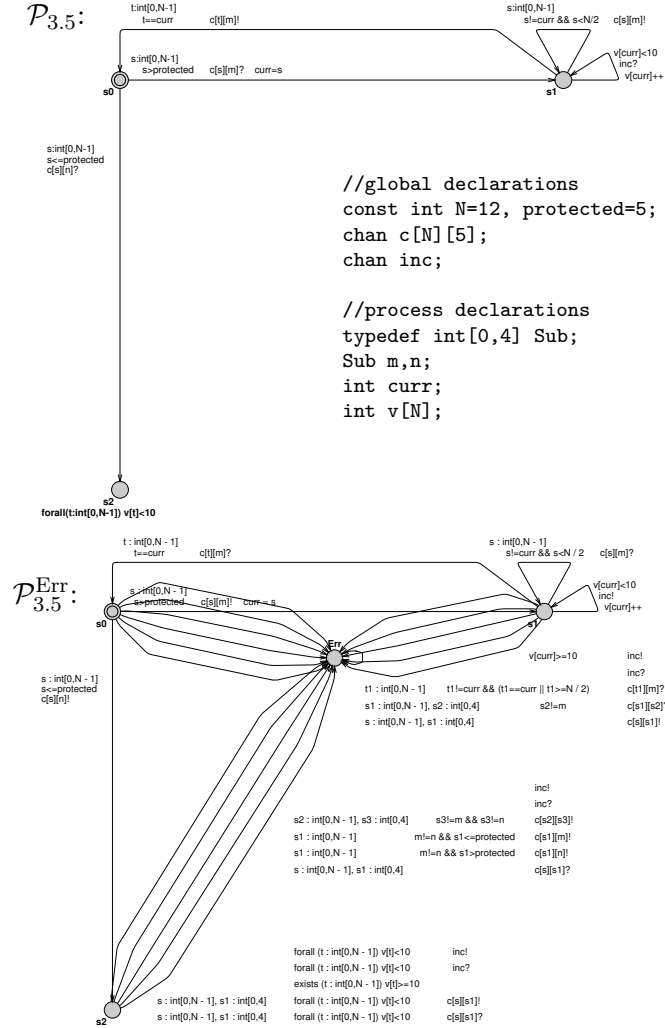 P3.5:
t:int[0,N-1]
t==curr c[t][m]!
s:int[0,N-1]
s!=curr && s<N/2 c[s][m]!
v[curr]<10
inc?
v[curr]++
s:int[0,N-1]
s>protected c[s][m]? curr=s
s0
s1
s:int[0,N-1]
s<=protected
c[s][n]?
//global declarations
const int N=12, protected=5;
chan c[N][5];
chan inc;
//process declarations
typedef int[0,4] Sub;
Sub m,n;
int curr;
int v[N];
s2
forall(t:int[0,N-1]) v[t]<10
P3.5Err:
t : int[0,N - 1]
t==curr c[t][m]?
s : int[0,N - 1]
s!=curr && s<N / 2 c[s][m]?
v[curr]<10
inc!
v[curr]++
s : int[0,N - 1]
s>protected c[s][m]! curr = s
s0
s1
Err
s : int[0,N - 1]
s<=protected
c[s][n]!
v[curr]>=10 inc!
inc?
t1 : int[0,N - 1] t1!=curr && (t1==curr || t1>=N / 2) c[t1][m]?
s1 : int[0,N - 1], s2 : int[0,4] s2!=m c[s1][s2]?
s : int[0,N - 1], s1 : int[0,4] c[s][s1]!
inc!
inc?
s2 : int[0,N - 1], s3 : int[0,4] s3!=m && s3!=n c[s2][s3]!
s1 : int[0,N - 1] m!=n && s1<=protected c[s1][m]!
s1 : int[0,N - 1] m!=n && s1>protected c[s1][n]!
s : int[0,N - 1], s1 : int[0,4] c[s][s1]?
forall (t : int[0,N - 1]) v[t]<10 inc!
forall (t : int[0,N - 1]) v[t]<10 inc?
exists (t : int[0,N - 1]) v[t]>=10
s : int[0,N - 1], s1 : int[0,4] forall (t : int[0,N - 1]) v[t]<10 c[s][s1]!
s2
s : int[0,N - 1], s1 : int[0,4] forall (t : int[0,N - 1]) v[t]<10 c[s][s1]?